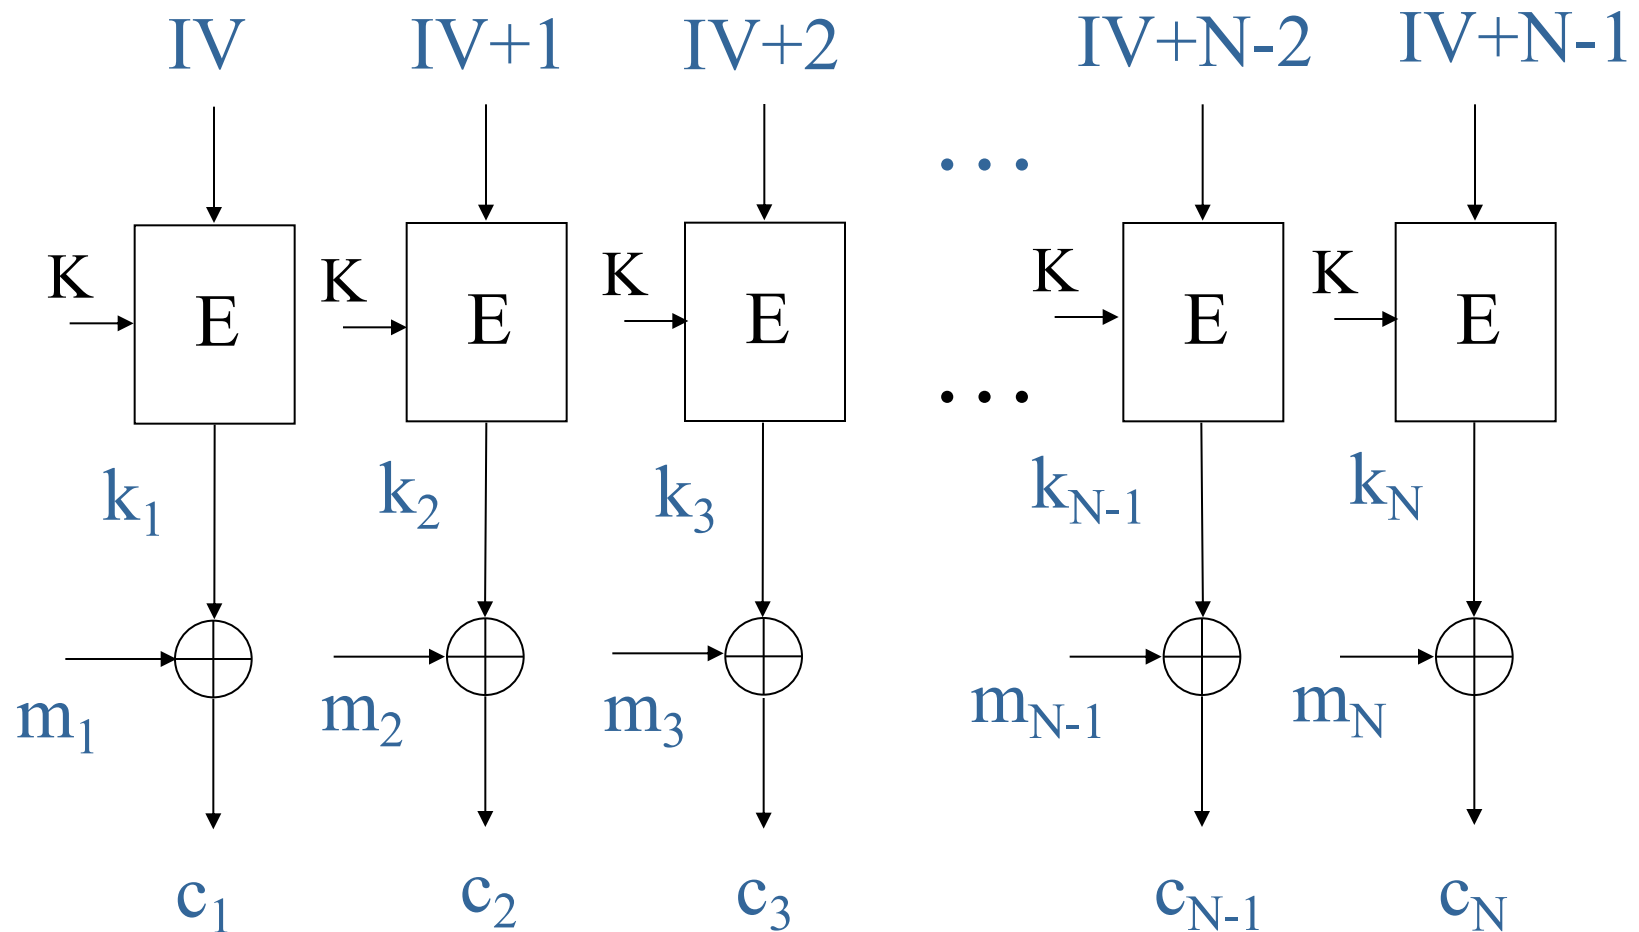 IV IV+1 IV+2 IV+N-2 IV+N-1
• • •
K K K K K
E E E E E
• • •
k1 k2 k3 kN-1 kN
m1 m2 m3 mN-1 mN
c1 c2 c3 cN-1 cN